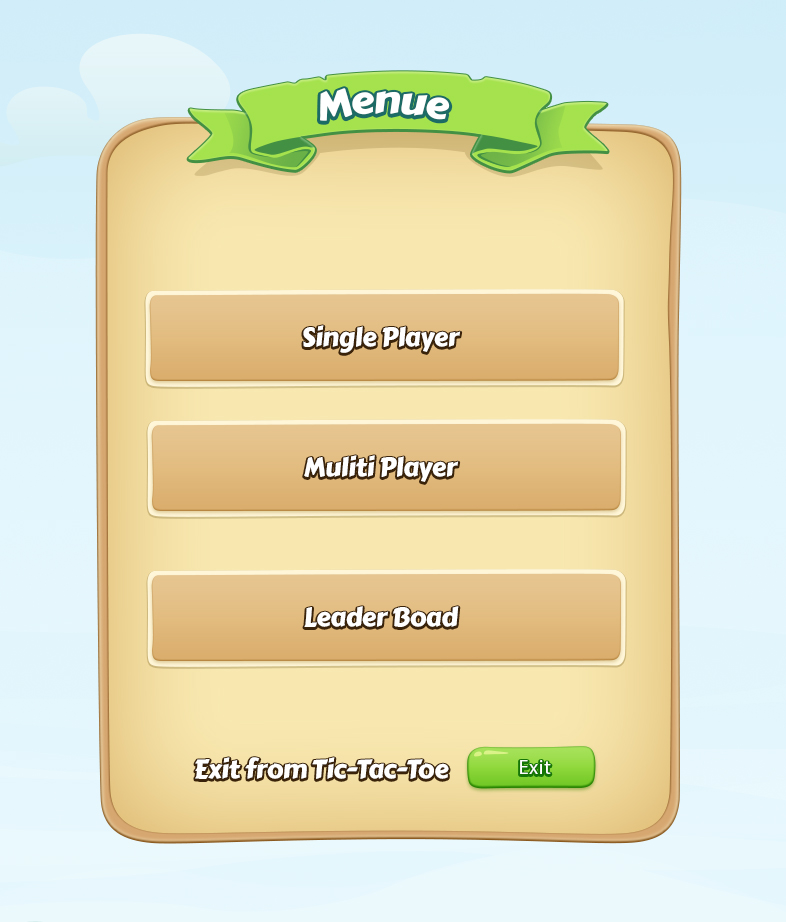 Menue
Single Player
Muliti Player
Leader Boad
Exit from Tic-Tac-Toe
Exit